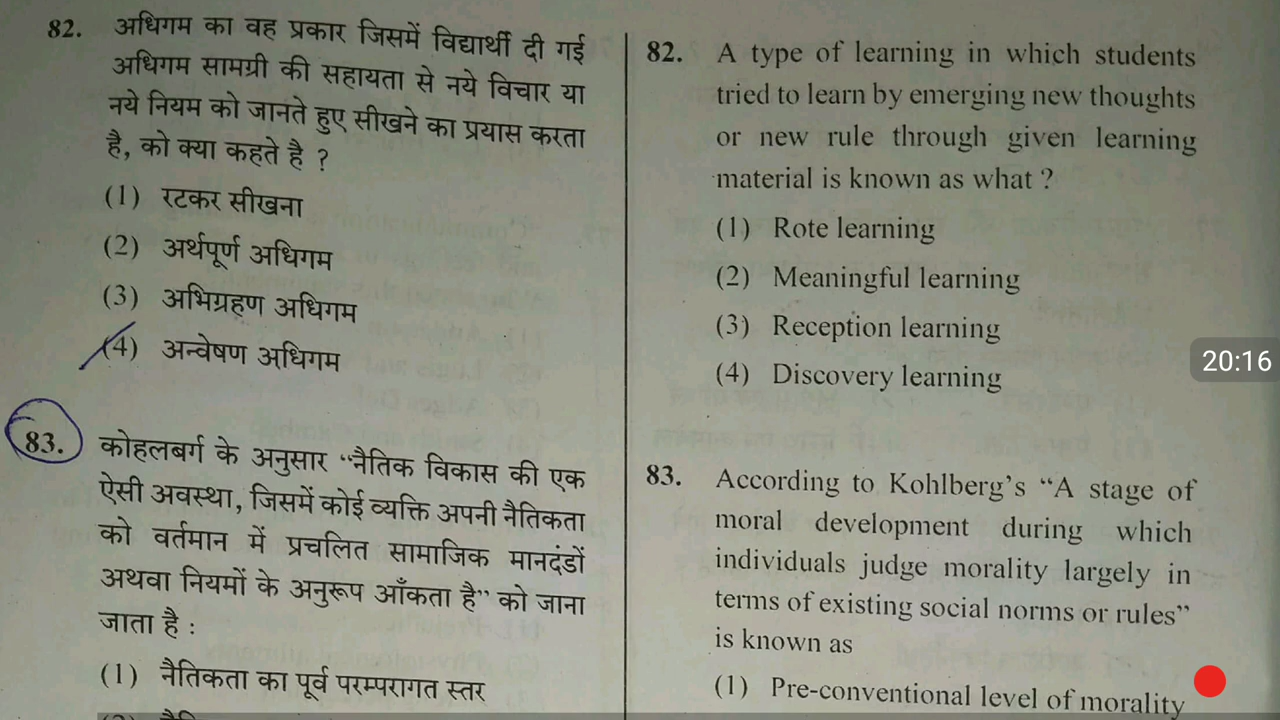 82. अधिगम का वह प्रकार जिसमें विद्यार्थी दी गई
अधिगम सामग्री की सहायता से नये विचार या
नये नियम को जानते हुए सीखने का प्रयास करता
है, को क्या कहते है ?
(1) रटकर सीखना
(2) अर्थपूर्ण अधिगम
(3) अभिग्रहण अधिगम
(4) अन्वेषण अधिगम
83. कोहलबर्ग के अनुसार “नैतिक विकास की एक
ऐसी अवस्था, जिसमें कोई व्यक्ति अपनी नैतिकता
को वर्तमान में प्रचलित सामाजिक मानदंडों
अथवा नियमों के अनुरूप आँकता है” को जाना
जाता है :
(1) नैतिकता का पूर्व परम्परागत स्तर
82. A type of learning in which students
tried to learn by emerging new thoughts
or new rule through given learning
material is known as what ?
(1) Rote learning
(2) Meaningful learning
(3) Reception learning
(4) Discovery learning
83. According to Kohlberg’s “A stage of
moral development during which
individuals judge morality largely in
terms of existing social norms or rules”
is known as
(1) Pre-conventional level of morality
20:16